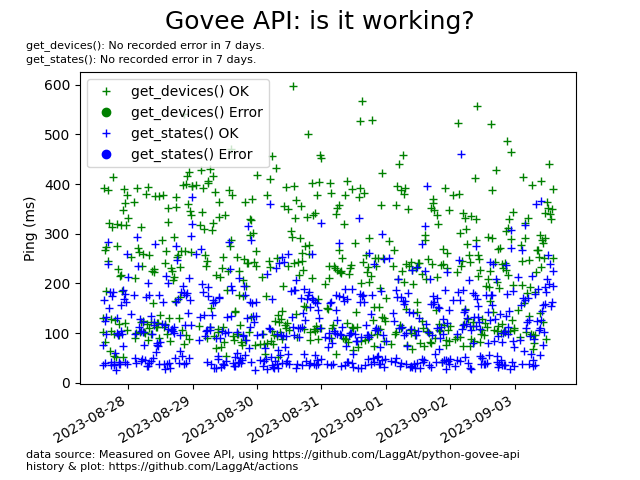 Govee API: is it working?
get_devices(): No recorded error in 7 days.
get_states(): No recorded error in 7 days.
600
500
400
300
200
100
0
Ping (ms)
get_devices() OK
get_devices() Error
get_states() OK
get_states() Error
2023-08-28
2023-08-29
2023-08-30
2023-08-31
2023-09-01
2023-09-02
2023-09-03
data source: Measured on Govee API, using https://github.com/LaggAt/python-govee-api
history & plot: https://github.com/LaggAt/actions